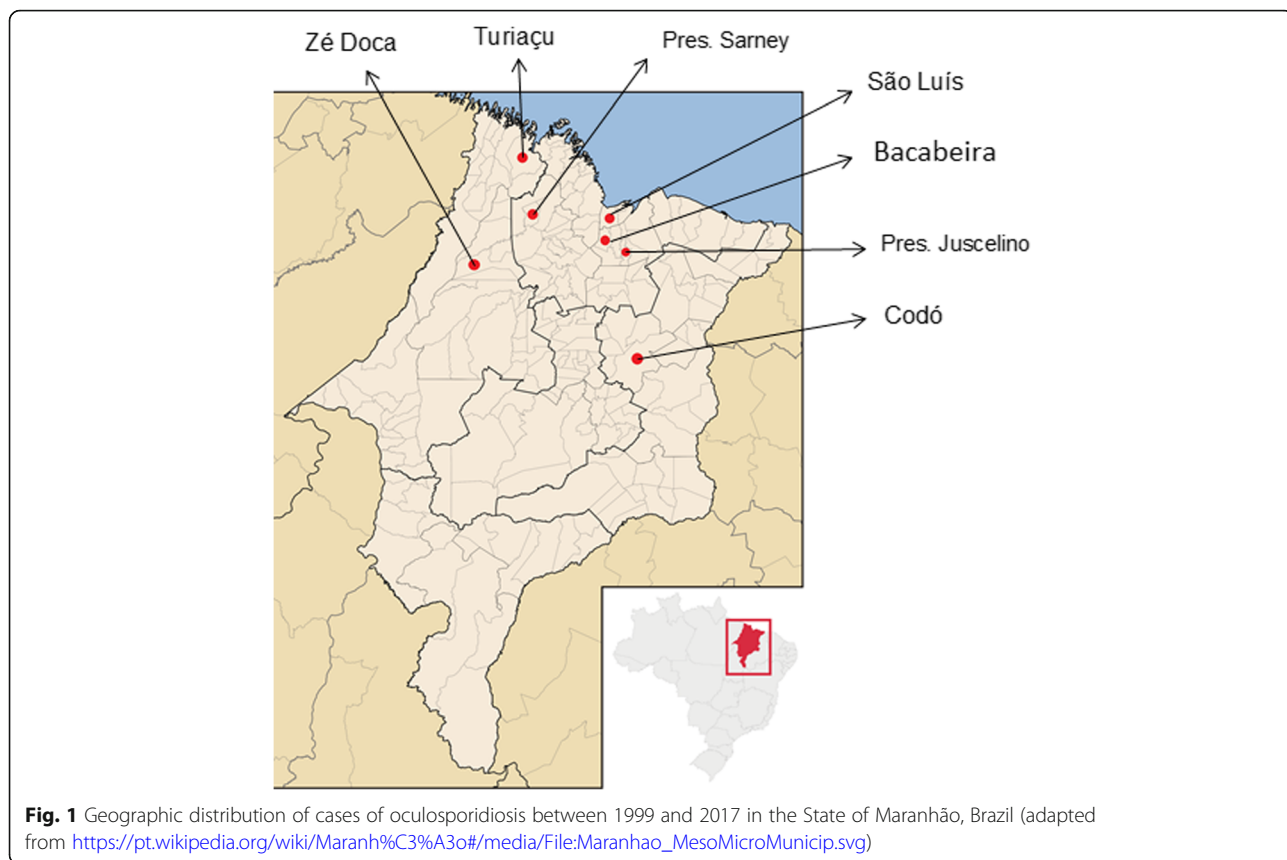 Zé Doca
Turiaçu
Pres. Sarney
São Luís
Bacabeira
Pres. Juscelino
Codó
Fig. 1 Geographic distribution of cases of oculosporidiosis between 1999 and 2017 in the State of Maranhão, Brazil (adapted
from https://pt.wikipedia.org/wiki/Maranh%C3%A3o#/media/File:Maranhao_MesoMicroMunicip.svg)